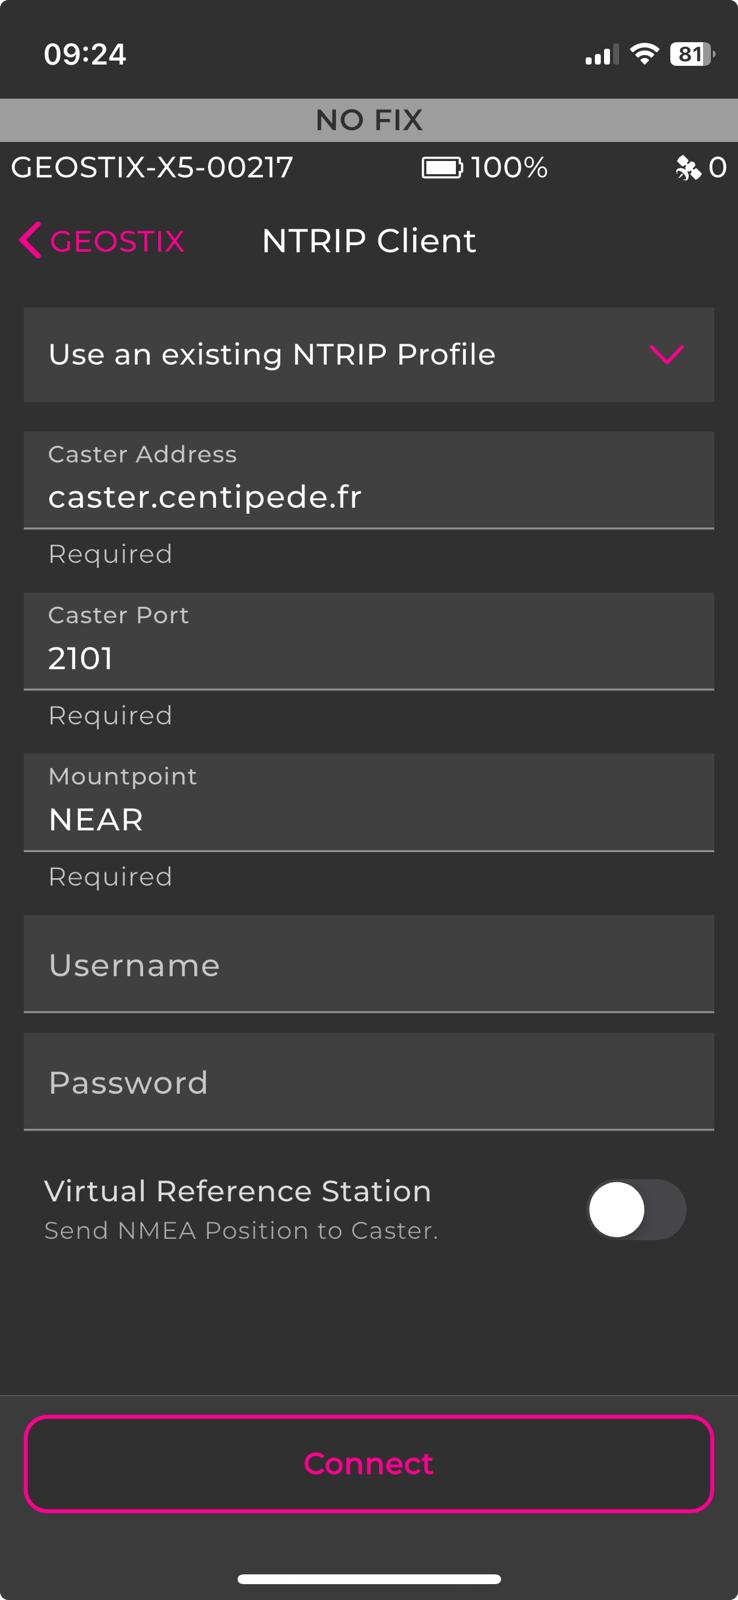 09:24
81
NO FIX
GEOSTIX-X5-00217 100% 0
GEOSTIX NTRIP Client
Use an existing NTRIP Profile
Caster Address
caster.centipede.fr
Required
Caster Port
2101
Required
Mountpoint
NEAR
Required
Username
Password
Virtual Reference Station
Send NMEA Position to Caster.
Connect